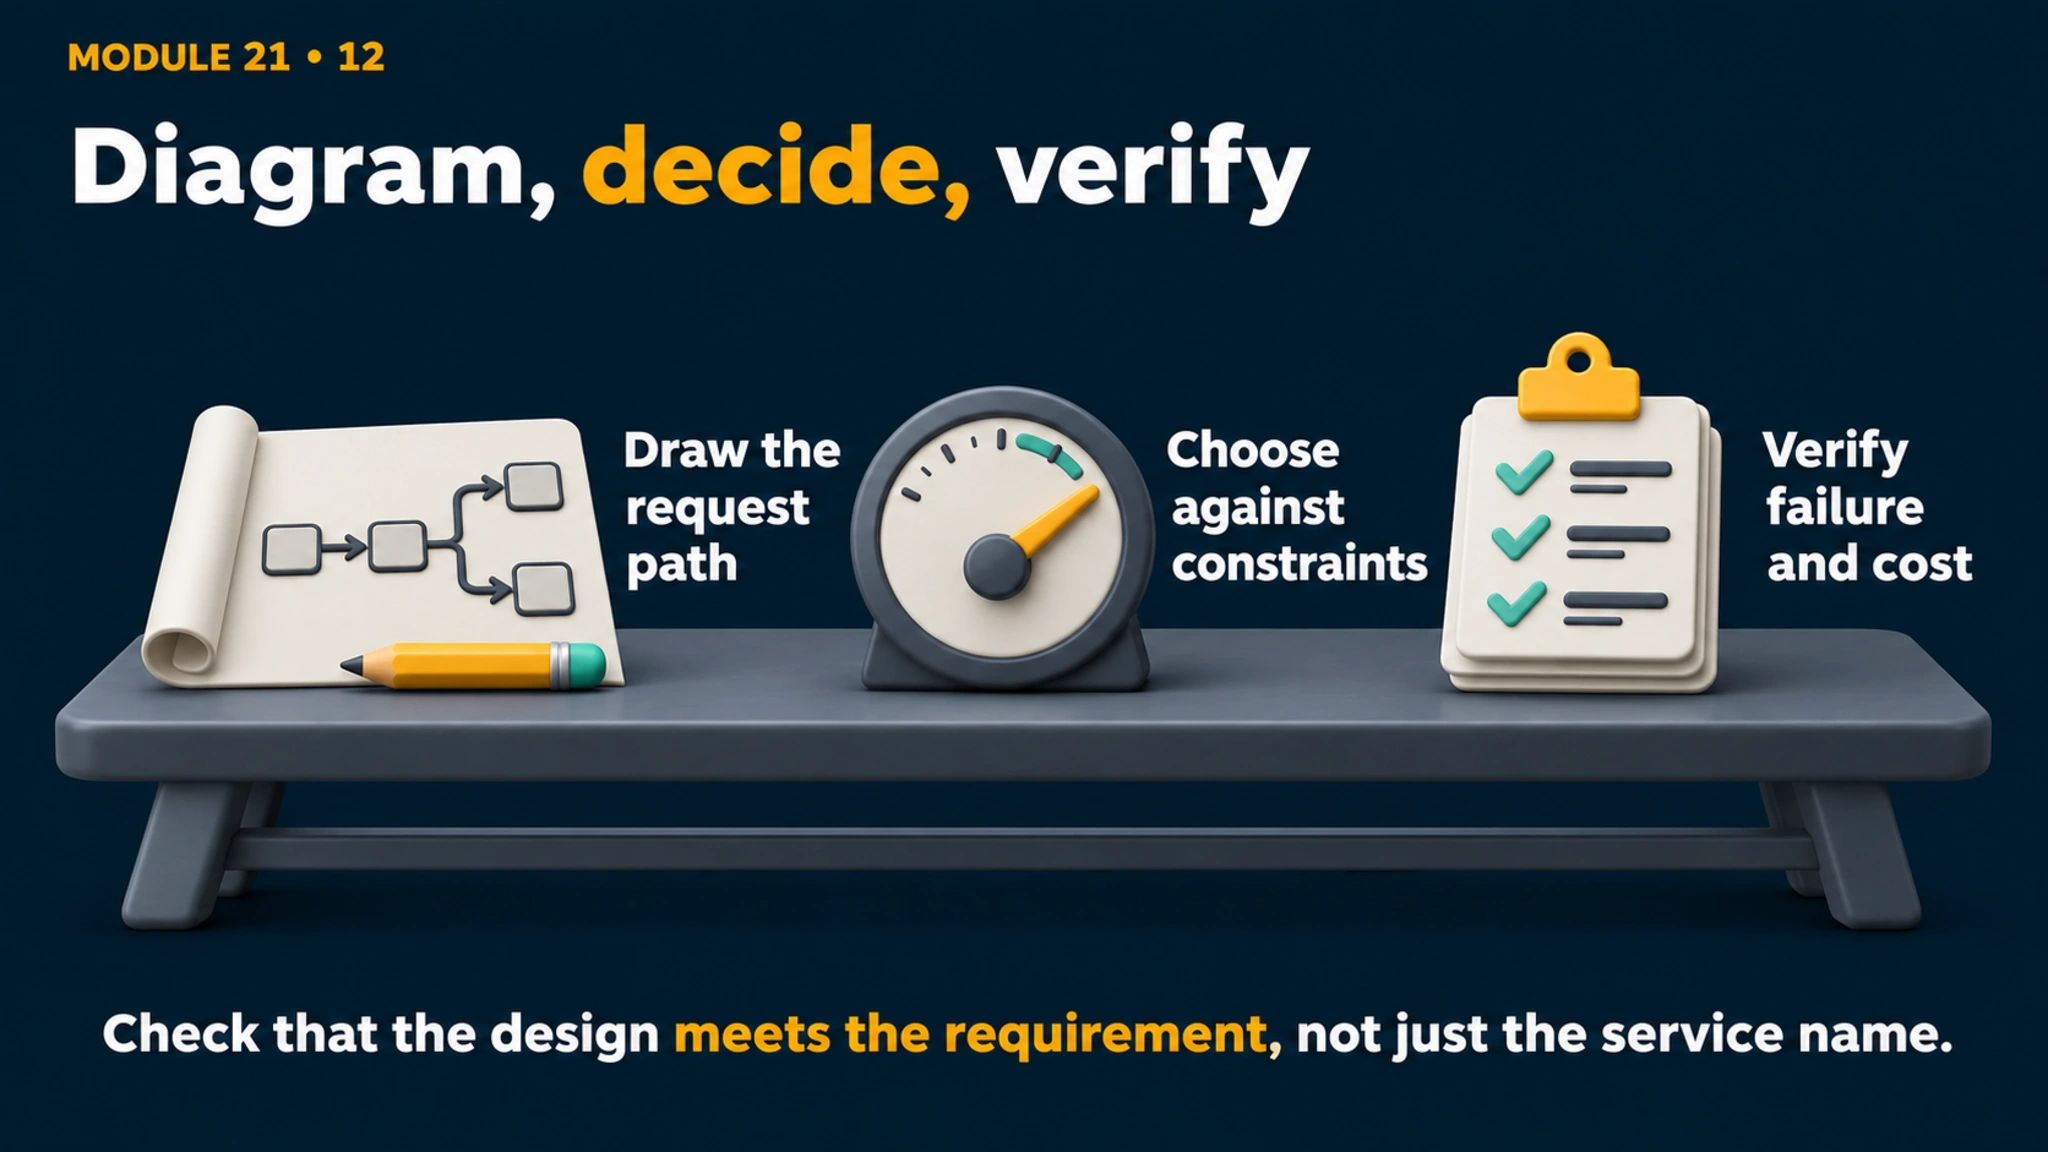 MODULE 21 • 12
Diagram, decide, verify
Draw the
request
path
Choose
against
constraints
Verify
failure
and cost
Check that the design meets the requirement, not just the service name.